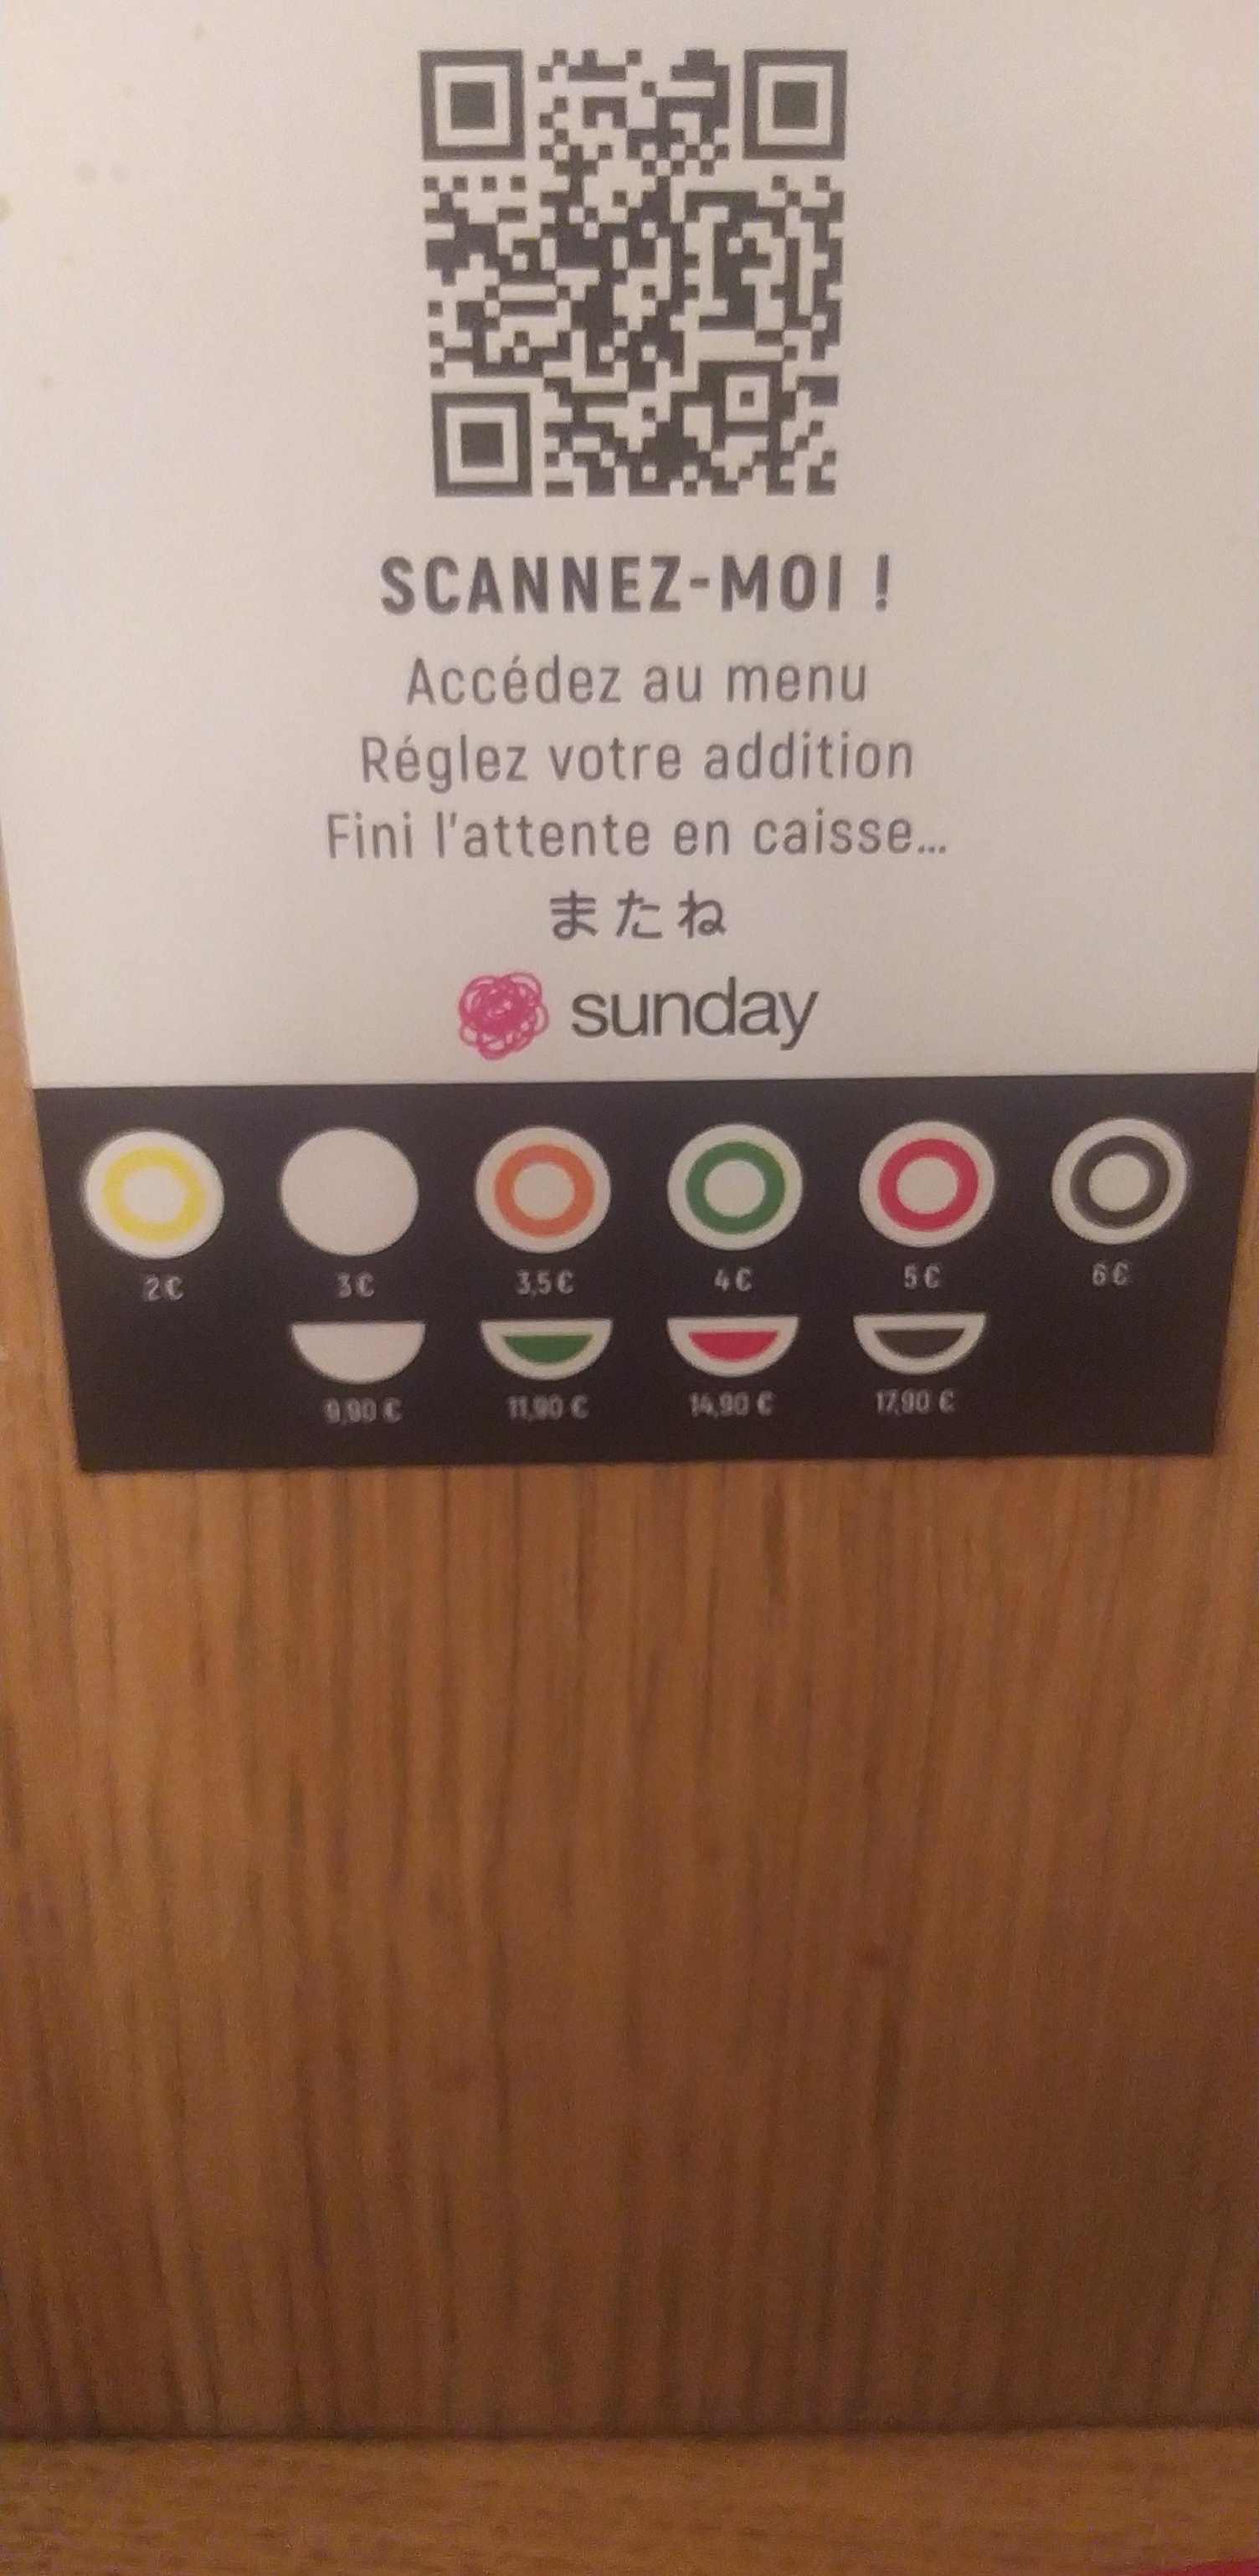 SCANNEZ-MOI !
Accédez au menu
Réglez votre addition
Fini l'attente en caisse...
またね
sunday
2€ 3€ 3,5€ 4€ 5€ 6€
9,90 € 11,90 € 14,90 € 17,90 €